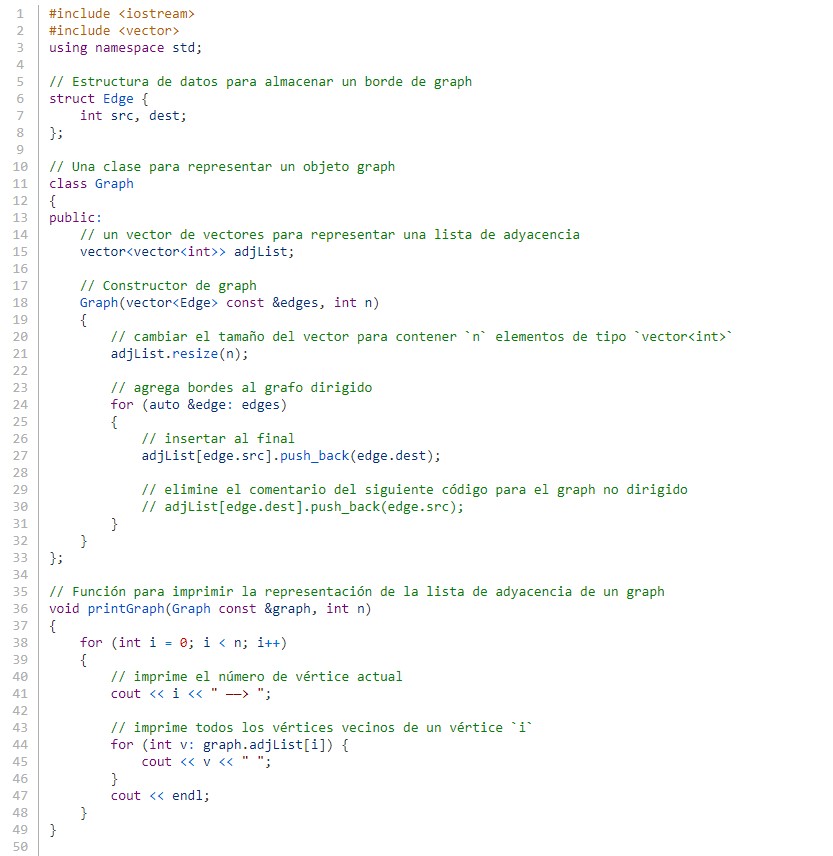 1 #include <iostream>
2 #include <vector>
3 using namespace std;
4
5 // Estructura de datos para almacenar un borde de graph
6 struct Edge {
7     int src, dest;
8 };
9
10 // Una clase para representar un objeto graph
11 class Graph
12 {
13 public:
14     // un vector de vectores para representar una lista de adyacencia
15     vector<vector<int>> adjList;
16
17     // Constructor de graph
18     Graph(vector<Edge> const &edges, int n)
19     {
20         // cambiar el tamaño del vector para contener `n` elementos de tipo `vector<int>`
21         adjList.resize(n);
22
23         // agrega bordes al grafo dirigido
24         for (auto &edge: edges)
25         {
26             // insertar al final
27             adjList[edge.src].push_back(edge.dest);
28
29             // elimine el comentario del siguiente código para el graph no dirigido
30             // adjList[edge.dest].push_back(edge.src);
31         }
32     }
33 };
34
35 // Función para imprimir la representación de la lista de adyacencia de un graph
36 void printGraph(Graph const &graph, int n)
37 {
38     for (int i = 0; i < n; i++)
39     {
40         // imprime el número de vértice actual
41         cout << i << " ——> ";
42
43         // imprime todos los vértices vecinos de un vértice `i`
44         for (int v: graph.adjList[i]) {
45             cout << v << " ";
46         }
47         cout << endl;
48     }
49 }
50